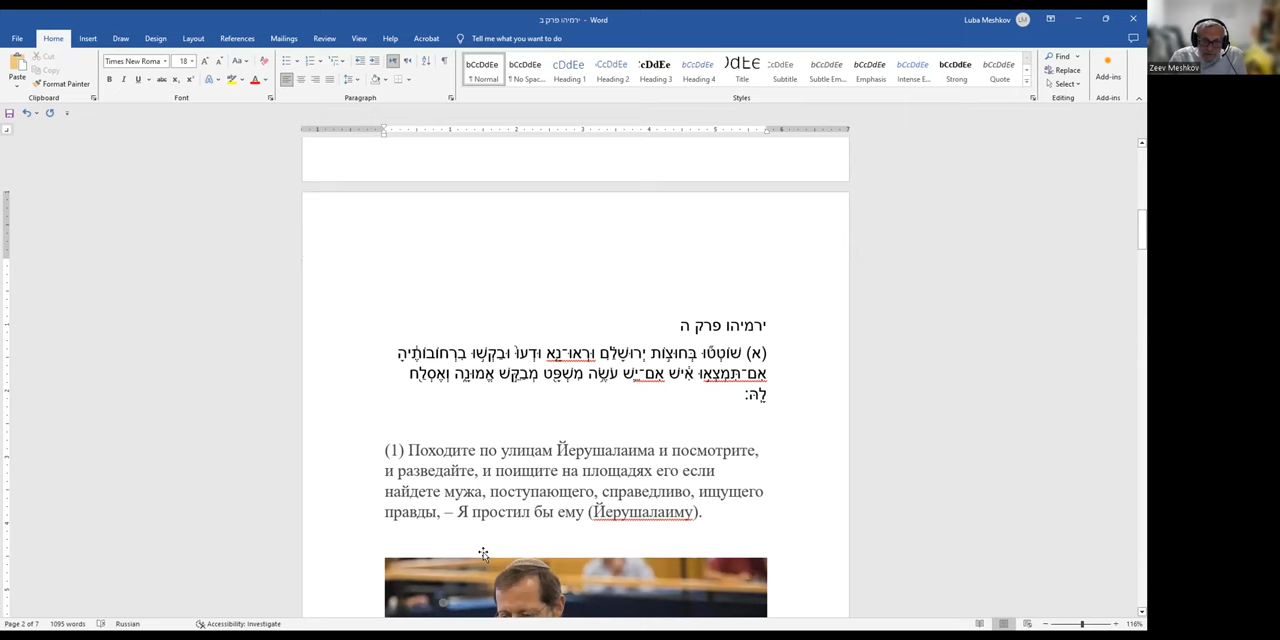 ירמיהו פרק ב - Word
Luba Meshkov LM
File Home Insert Draw Design Layout References Mailings Review View Help Acrobat Tell me what you want to do
Paste
Cut
Copy
Format Painter
Times New Roma 18
Clipboard Font Paragraph Styles Editing Add-ins
Normal
No Spac...
Heading 1
Heading 2
Heading 3
Heading 4
Title
Subtitle
Subtle Em...
Emphasis
Intense E...
Strong
Quote
Find
Replace
Select
Add-ins
Zeev Meshkov
ירמיהו פרק ה
(א) שׁוֹטְט֞וּ בְּחוּצ֣וֹת יְרוּשָׁלִַ֗ם וּרְאוּ־נָ֤א וּדְעוּ֙ וּבַקְשׁ֣וּ בִרְחוֹבוֹתֶ֔יהָ
אִם־תִּמְצְא֣וּ אִ֔ישׁ אִם־יֵ֛שׁ עֹשֶׂ֥ה מִשְׁפָּ֖ט מְבַקֵּ֣שׁ אֱמוּנָ֑ה וְאֶסְלַ֖ח
לָֽהּ׃
(1) Походите по улицам Йерушалаима и посмотрите,
и разведайте, и поищите на площадях его если
найдете мужа, поступающего, справедливо, ищущего
правды, – Я простил бы ему (Йерушалаиму).
Page 2 of 7 1095 words Russian Accessibility: Investigate 116%